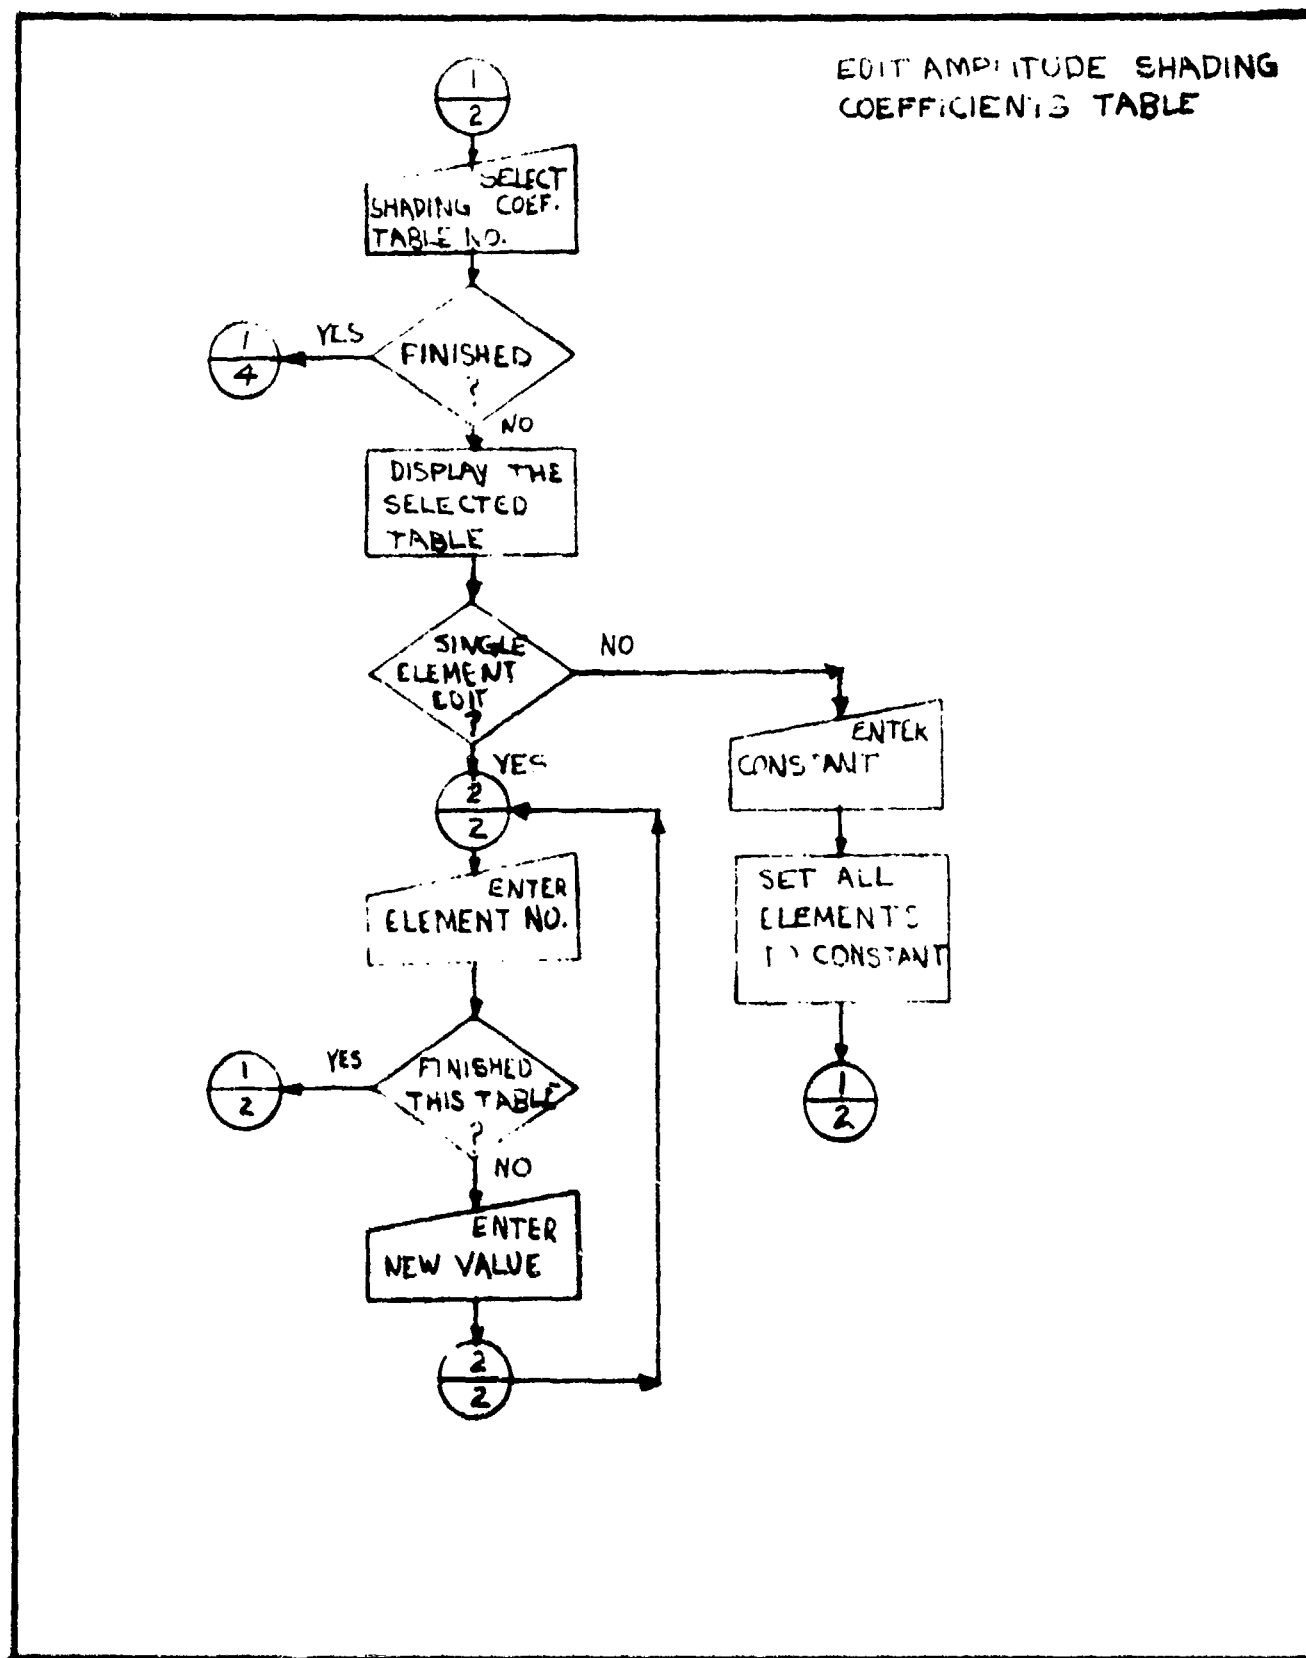 EDIT AMPLITUDE SHADING
COEFFICIENTS TABLE
1
2
SELECT
SHADING COEF.
TABLE NO.
YES
1
4
FINISHED
?
NO
DISPLAY THE
SELECTED
TABLE
SINGLE
ELEMENT
EDIT
?
NO
YES
ENTER
CONSTANT
2
2
ENTER
ELEMENT NO.
SET ALL
ELEMENTS
TO CONSTANT
YES
1
2
FINISHED
THIS TABLE
?
1
2
NO
ENTER
NEW VALUE
2
2